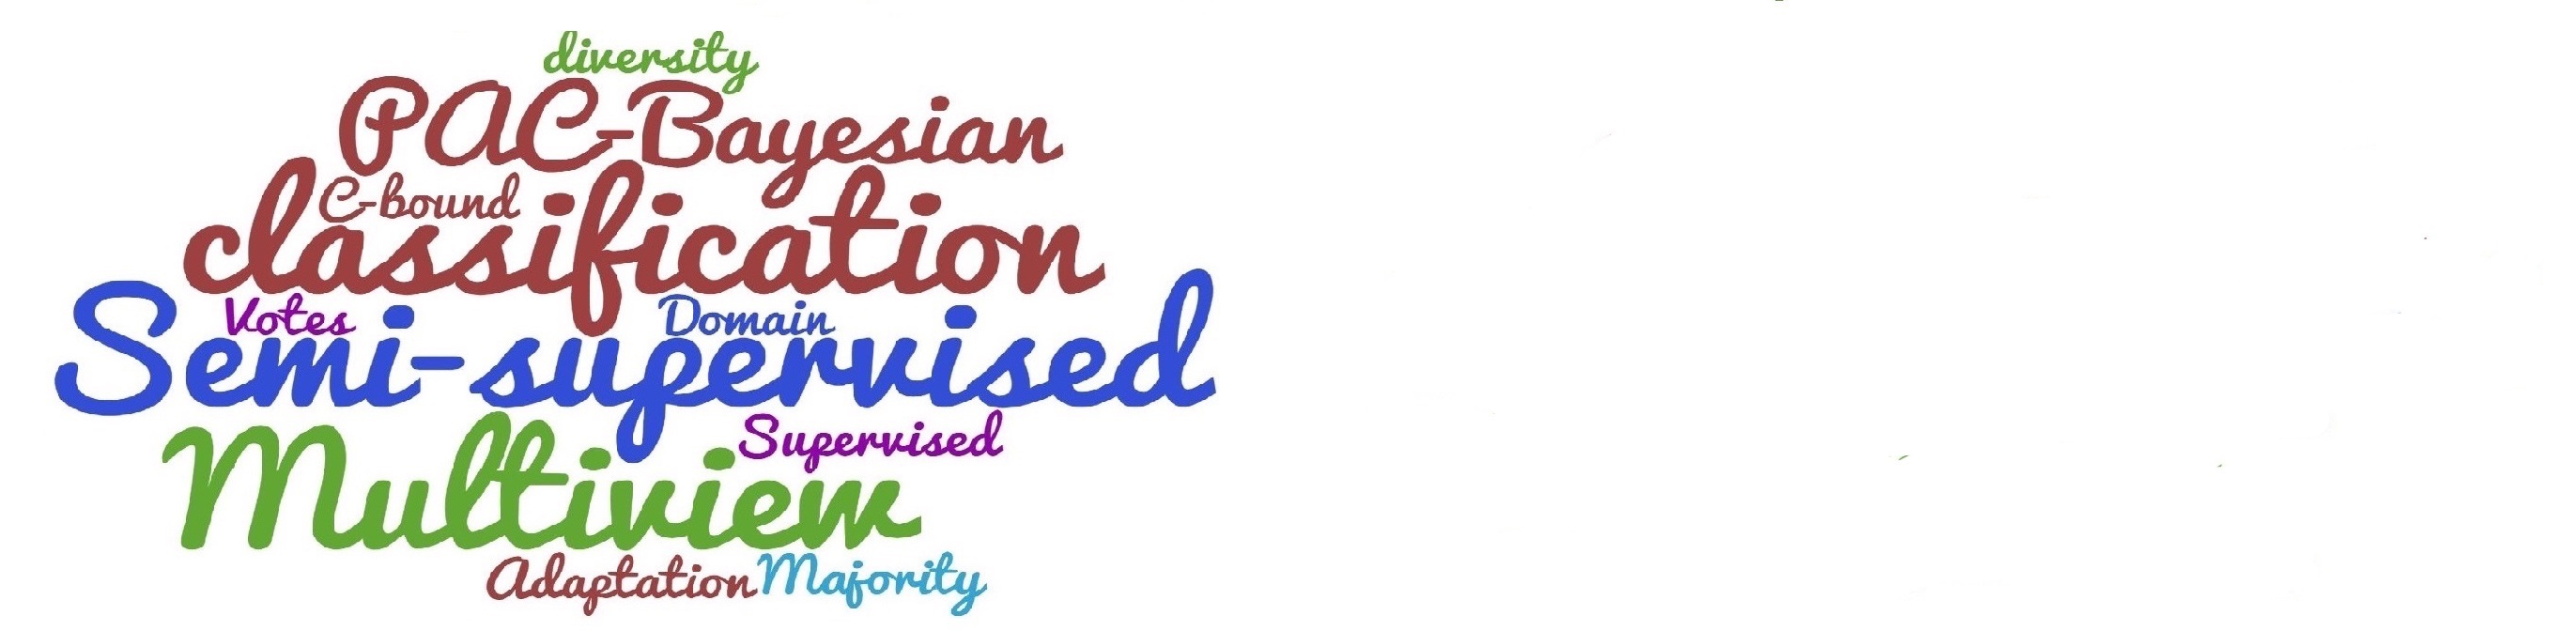 diversity
PAC-Bayesian
C-bound
classification
Votes Domain
Semi-supervised
Supervised
Multiview
Adaptation Majority